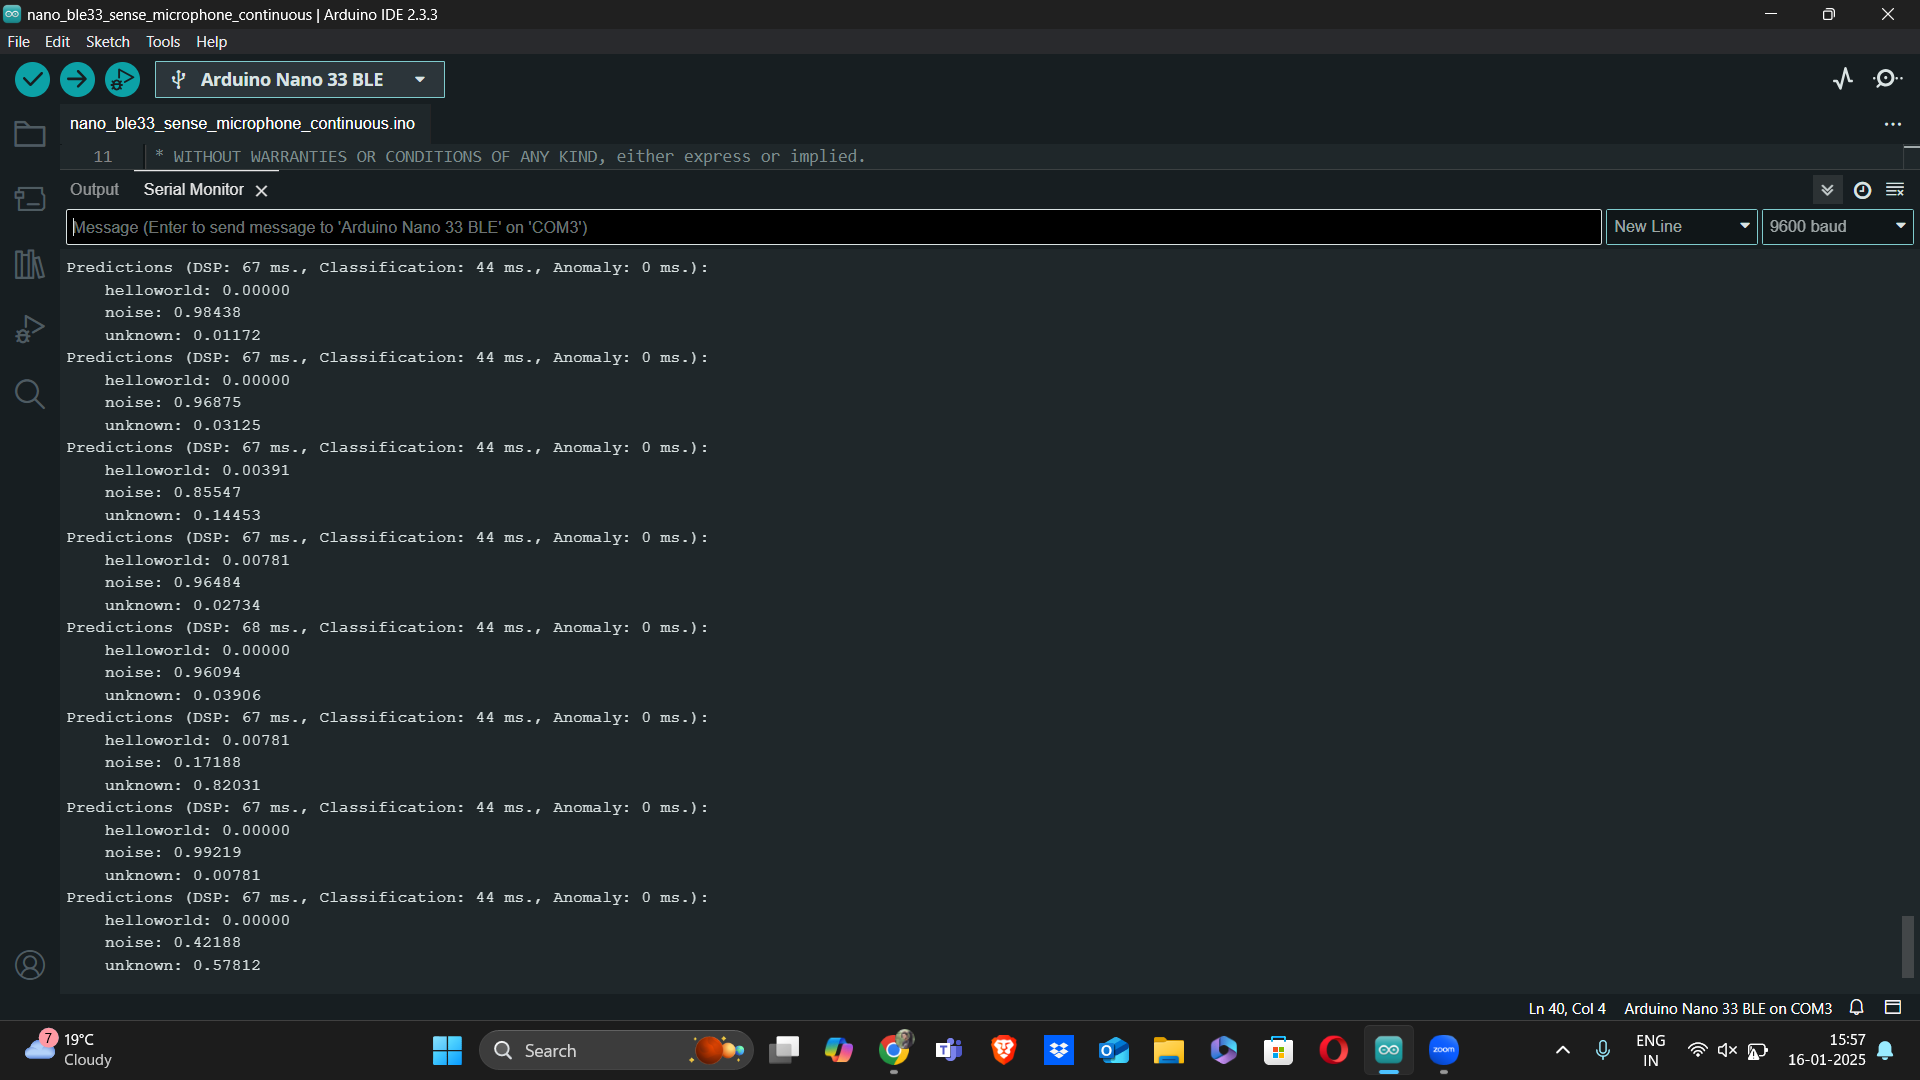 nano_ble33_sense_microphone_continuous | Arduino IDE 2.3.3
File Edit Sketch Tools Help
Arduino Nano 33 BLE
nano_ble33_sense_microphone_continuous.ino
11 * WITHOUT WARRANTIES OR CONDITIONS OF ANY KIND, either express or implied.
Output Serial Monitor
Message (Enter to send message to 'Arduino Nano 33 BLE' on 'COM3') New Line 9600 baud
Predictions (DSP: 67 ms., Classification: 44 ms., Anomaly: 0 ms.):
helloworld: 0.00000
noise: 0.98438
unknown: 0.01172
Predictions (DSP: 67 ms., Classification: 44 ms., Anomaly: 0 ms.):
helloworld: 0.00000
noise: 0.96875
unknown: 0.03125
Predictions (DSP: 67 ms., Classification: 44 ms., Anomaly: 0 ms.):
helloworld: 0.00391
noise: 0.85547
unknown: 0.14453
Predictions (DSP: 67 ms., Classification: 44 ms., Anomaly: 0 ms.):
helloworld: 0.00781
noise: 0.96484
unknown: 0.02734
Predictions (DSP: 68 ms., Classification: 44 ms., Anomaly: 0 ms.):
helloworld: 0.00000
noise: 0.96094
unknown: 0.03906
Predictions (DSP: 67 ms., Classification: 44 ms., Anomaly: 0 ms.):
helloworld: 0.00781
noise: 0.17188
unknown: 0.82031
Predictions (DSP: 67 ms., Classification: 44 ms., Anomaly: 0 ms.):
helloworld: 0.00000
noise: 0.99219
unknown: 0.00781
Predictions (DSP: 67 ms., Classification: 44 ms., Anomaly: 0 ms.):
helloworld: 0.00000
noise: 0.42188
unknown: 0.57812
Ln 40, Col 4 Arduino Nano 33 BLE on COM3
7 19°C
Cloudy
Search
zoom
ENG
IN
15:57
16-01-2025